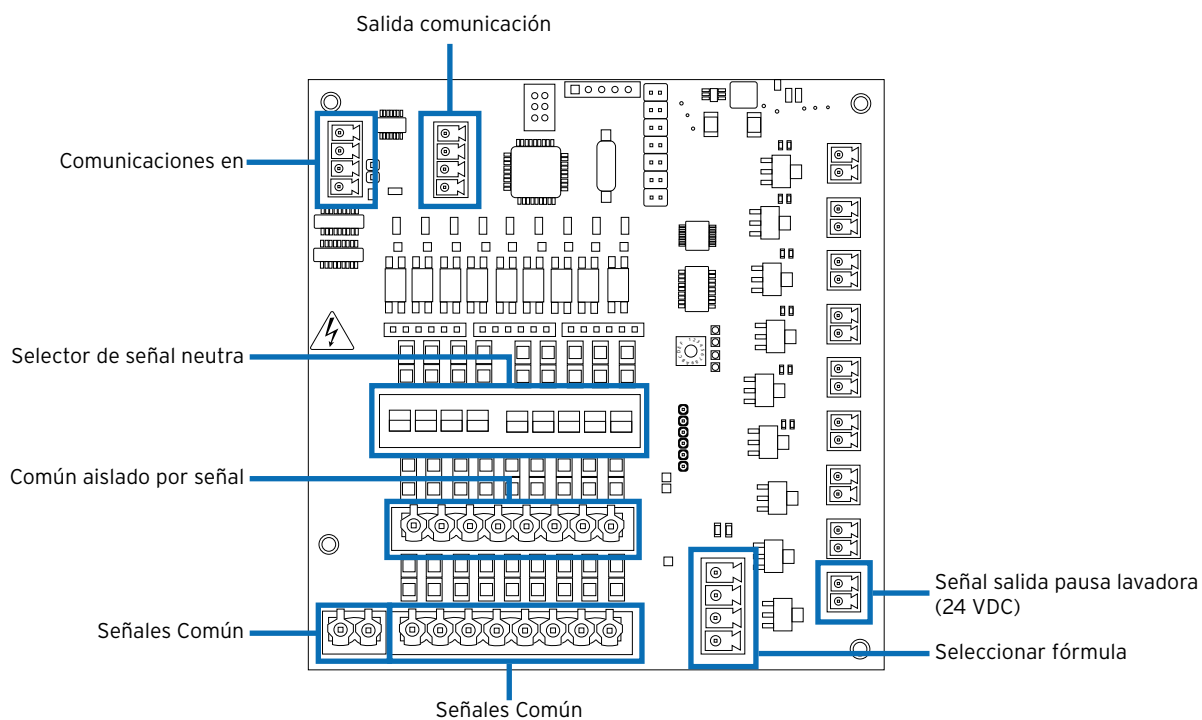 Salida comunicación
Comunicaciones en
Selector de señal neutra
Común aislado por señal
Señales Común
Señales Común
Señal salida pausa lavadora
(24 VDC)
Seleccionar fórmula